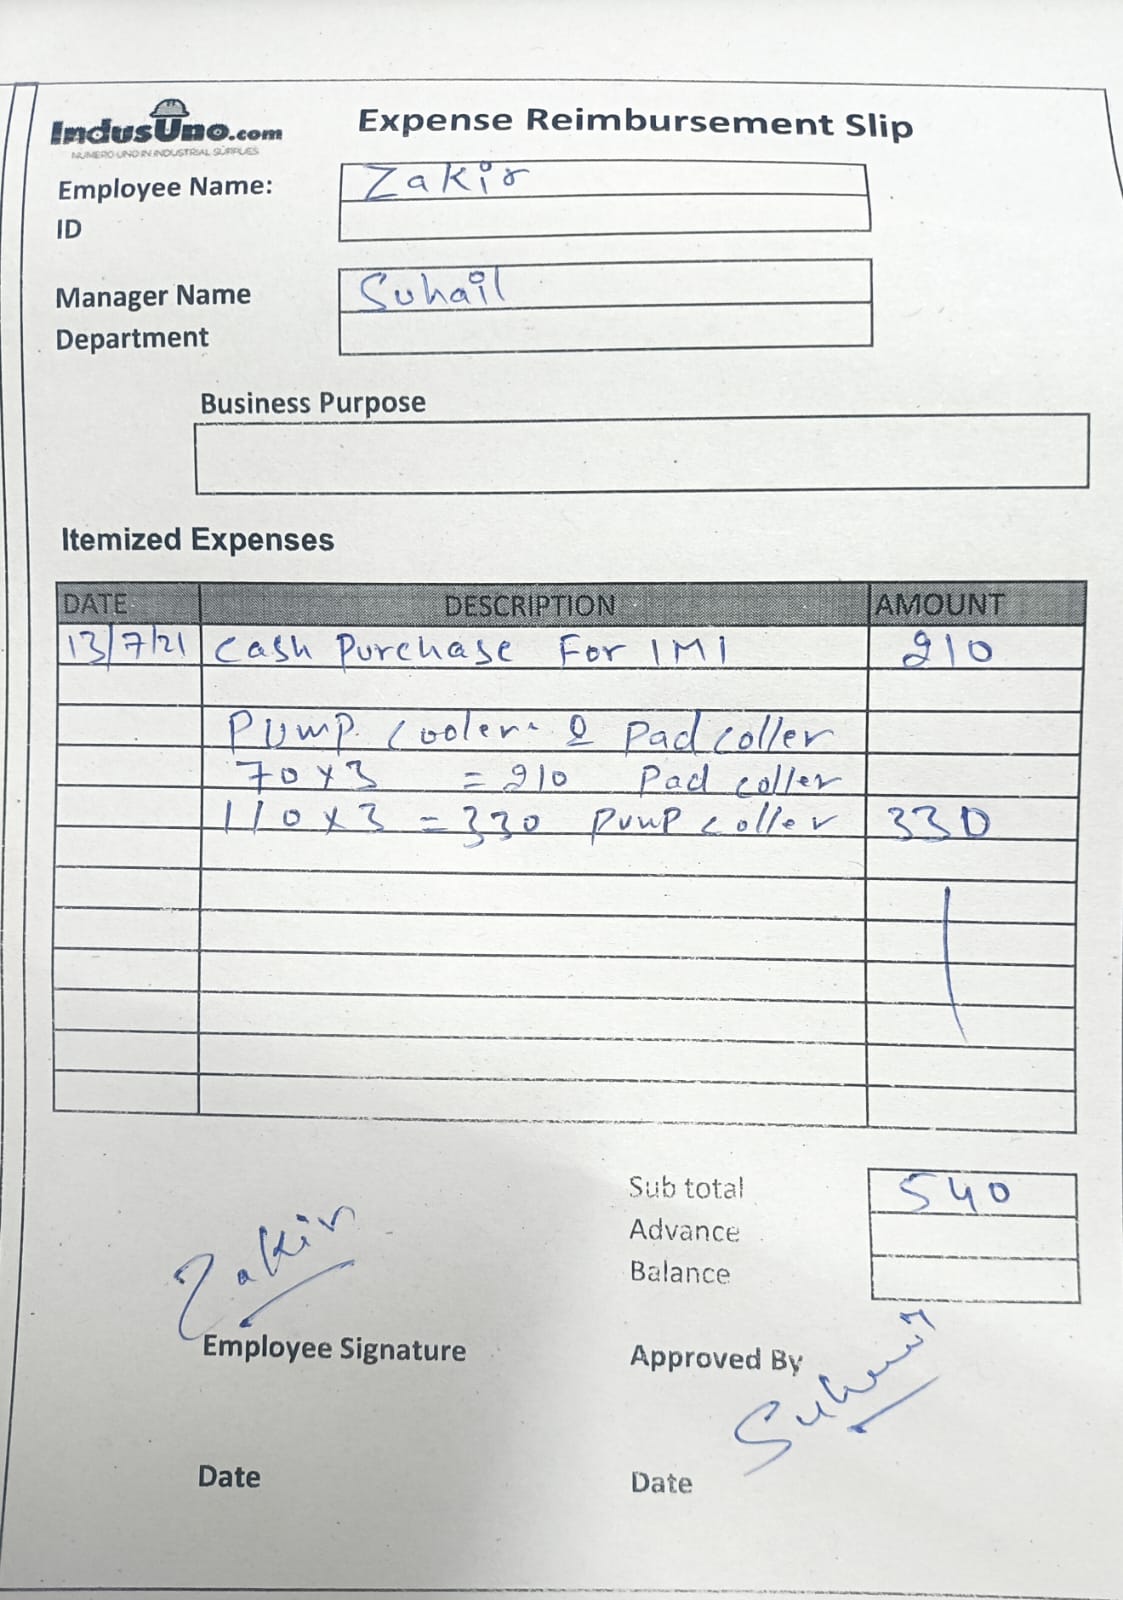 IndusUno.com
NUMERO UNO IN INDUSTRIAL SUPPLIES
Expense Reimbursement Slip
Employee Name: Zakir
ID
Manager Name Suhail
Department
Business Purpose
Itemized Expenses
DATE DESCRIPTION AMOUNT
13/7/21 Cash Purchase For IMI 210
Pump cooler & Pad coller
70 x 3 = 210 Pad coller
110 x 3 = 330 pump coller 330
Sub total 540
Advance
Balance
Zakir
Employee Signature Approved By
Date Date